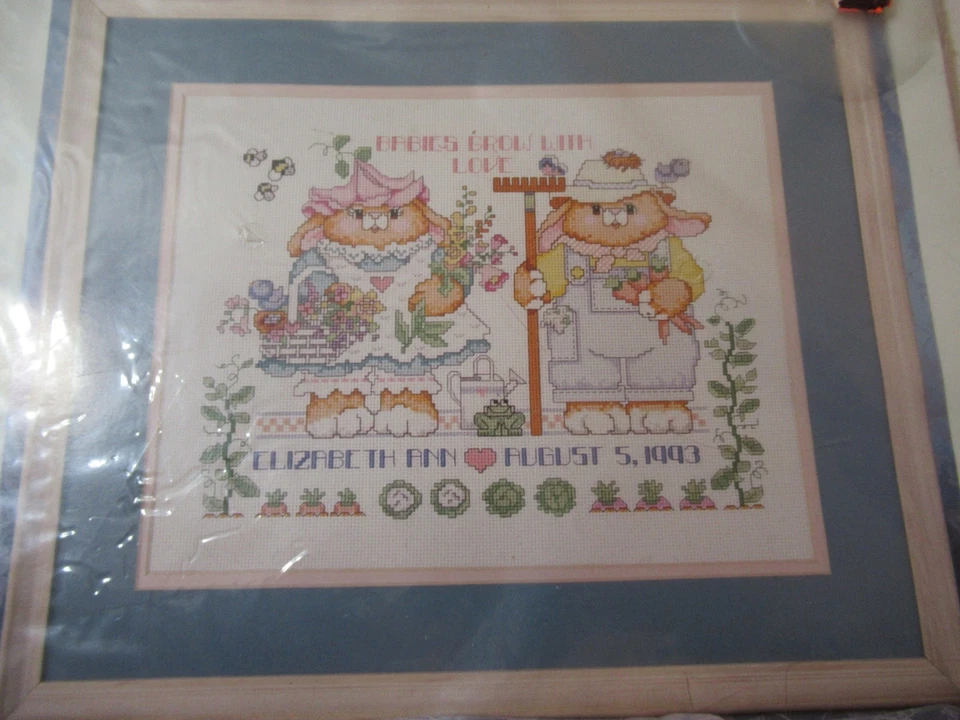 BABIES GROW WITH
LOVE
ELIZABETH ANN AUGUST 5, 1993